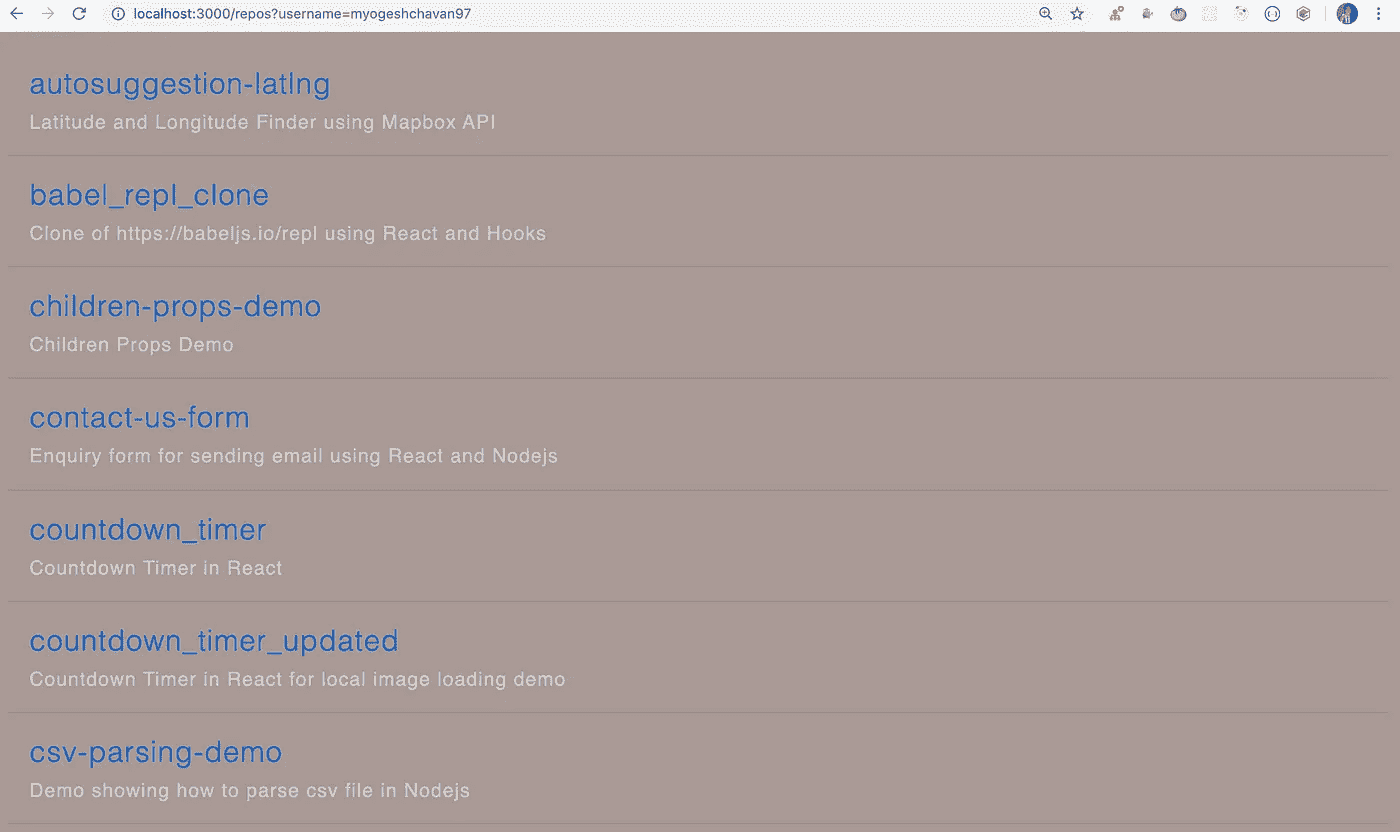 localhost:3000/repos?username=myogeshchavan97
autosuggestion-latlng
Latitude and Longitude Finder using Mapbox API
babel_repl_clone
Clone of https://babeljs.io/repl using React and Hooks
children-props-demo
Children Props Demo
contact-us-form
Enquiry form for sending email using React and Nodejs
countdown_timer
Countdown Timer in React
countdown_timer_updated
Countdown Timer in React for local image loading demo
csv-parsing-demo
Demo showing how to parse csv file in Nodejs